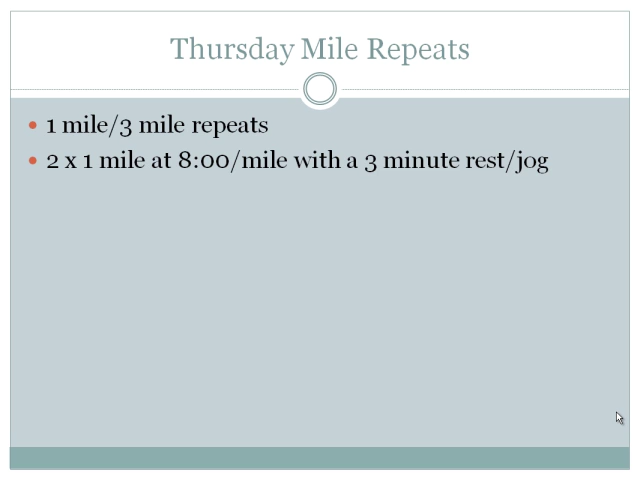 Thursday Mile Repeats
1 mile/3 mile repeats
2 x 1 mile at 8:00/mile with a 3 minute rest/jog